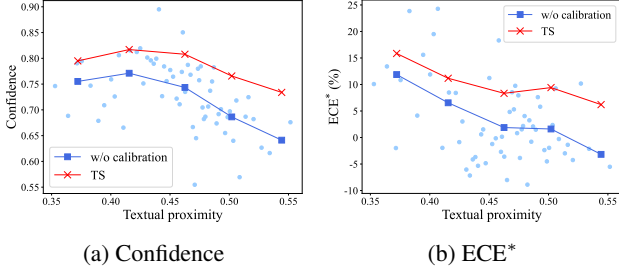 0.90
0.85
0.80
0.75
0.70
0.65
0.60
0.55
Confidence
w/o calibration
TS
0.35 0.40 0.45 0.50 0.55
Textual proximity
(a) Confidence
25
20
15
10
5
0
-5
-10
ECE* (%)
w/o calibration
TS
0.35 0.40 0.45 0.50 0.55
Textual proximity
(b) ECE*